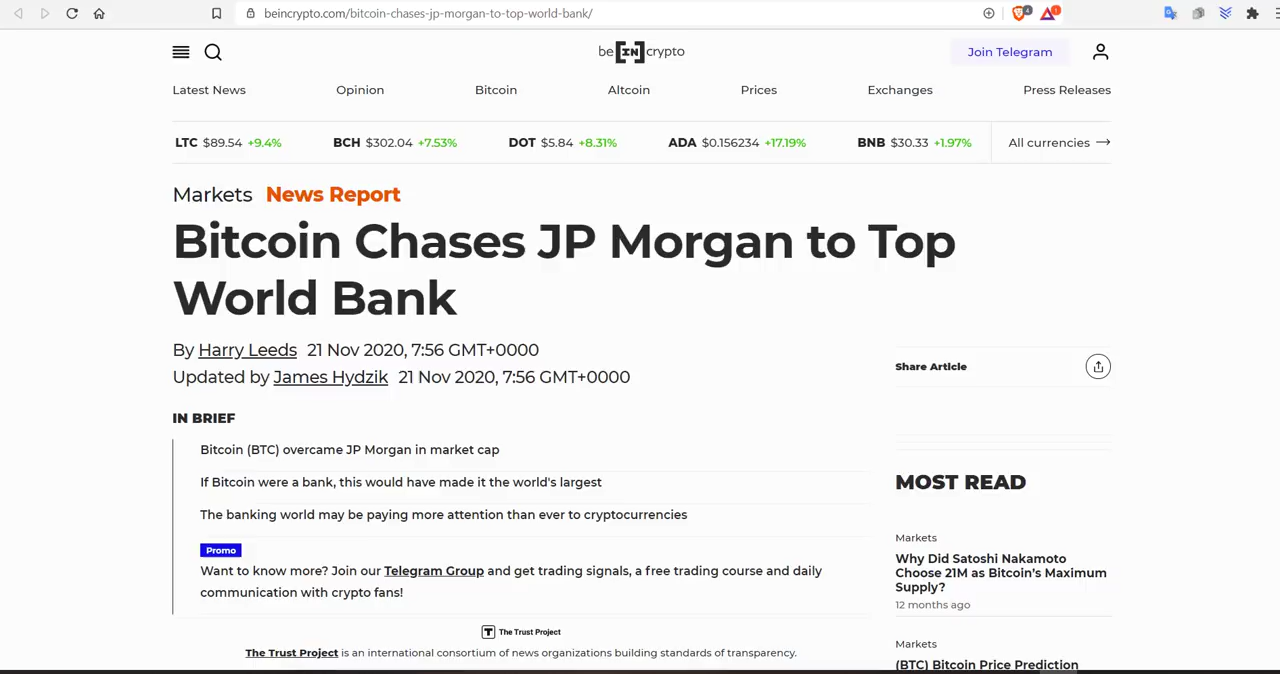 beincrypto.com/bitcoin-chases-jp-morgan-to-top-world-bank/
4
1
be[IN]crypto
Join Telegram
Latest News
Opinion
Bitcoin
Altcoin
Prices
Exchanges
Press Releases
LTC $89.54 +9.4%
BCH $302.04 +7.53%
DOT $5.84 +8.31%
ADA $0.156234 +17.19%
BNB $30.33 +1.97%
All currencies →
Markets News Report
Bitcoin Chases JP Morgan to Top
World Bank
By Harry Leeds 21 Nov 2020, 7:56 GMT+0000
Updated by James Hydzik 21 Nov 2020, 7:56 GMT+0000
Share Article
IN BRIEF
Bitcoin (BTC) overcame JP Morgan in market cap
If Bitcoin were a bank, this would have made it the world's largest
The banking world may be paying more attention than ever to cryptocurrencies
Promo
Want to know more? Join our Telegram Group and get trading signals, a free trading course and daily
communication with crypto fans!
T The Trust Project
The Trust Project is an international consortium of news organizations building standards of transparency.
MOST READ
Markets
Why Did Satoshi Nakamoto
Choose 21M as Bitcoin's Maximum
Supply?
12 months ago
Markets
(BTC) Bitcoin Price Prediction